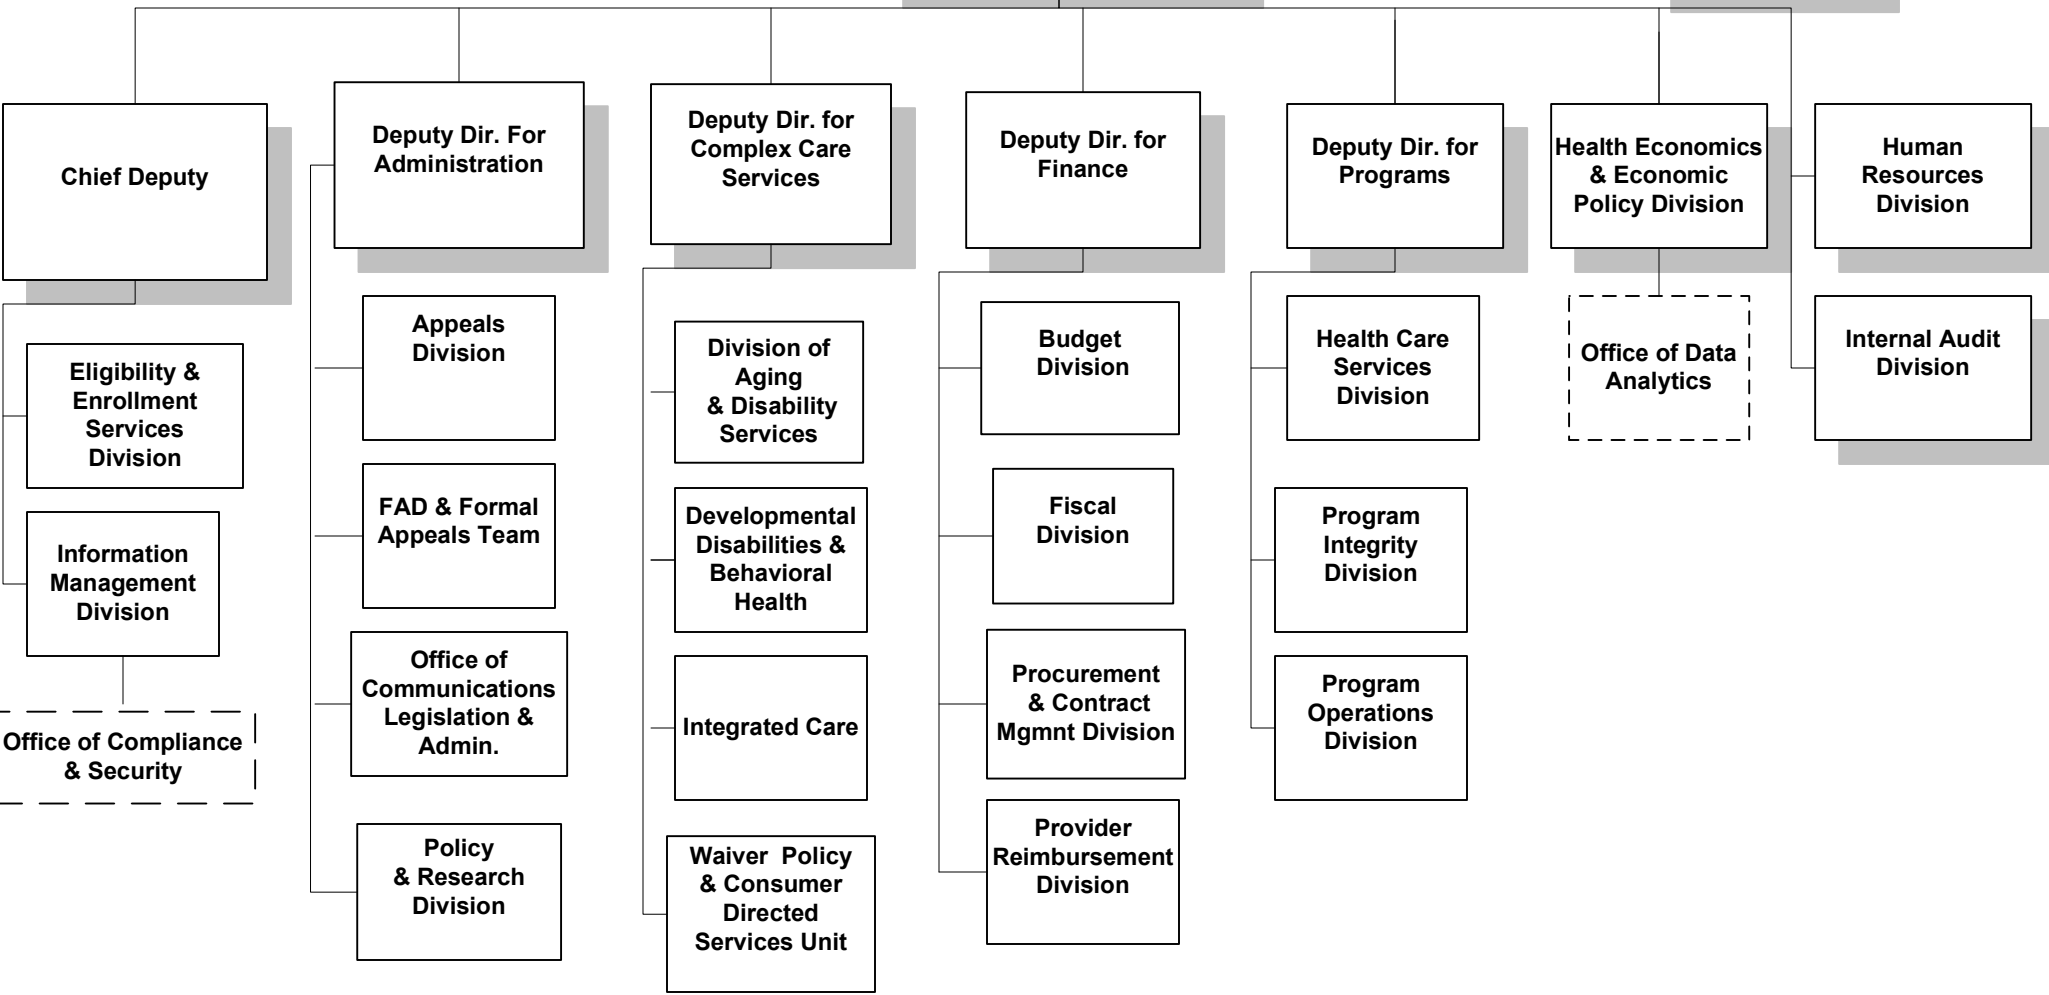 Chief Deputy
Eligibility &
Enrollment
Services
Division
Information
Management
Division
Office of Compliance
& Security
Deputy Dir. For
Administration
Appeals
Division
FAD & Formal
Appeals Team
Office of
Communications
Legislation &
Admin.
Policy
& Research
Division
Deputy Dir. for
Complex Care
Services
Division of
Aging
& Disability
Services
Developmental
Disabilities &
Behavioral
Health
Integrated Care
Waiver Policy
& Consumer
Directed
Services Unit
Deputy Dir. for
Finance
Budget
Division
Fiscal
Division
Procurement
& Contract
Mgmnt Division
Provider
Reimbursement
Division
Deputy Dir. for
Programs
Health Care
Services
Division
Program
Integrity
Division
Program
Operations
Division
Health Economics
& Economic
Policy Division
Office of Data
Analytics
Human
Resources
Division
Internal Audit
Division